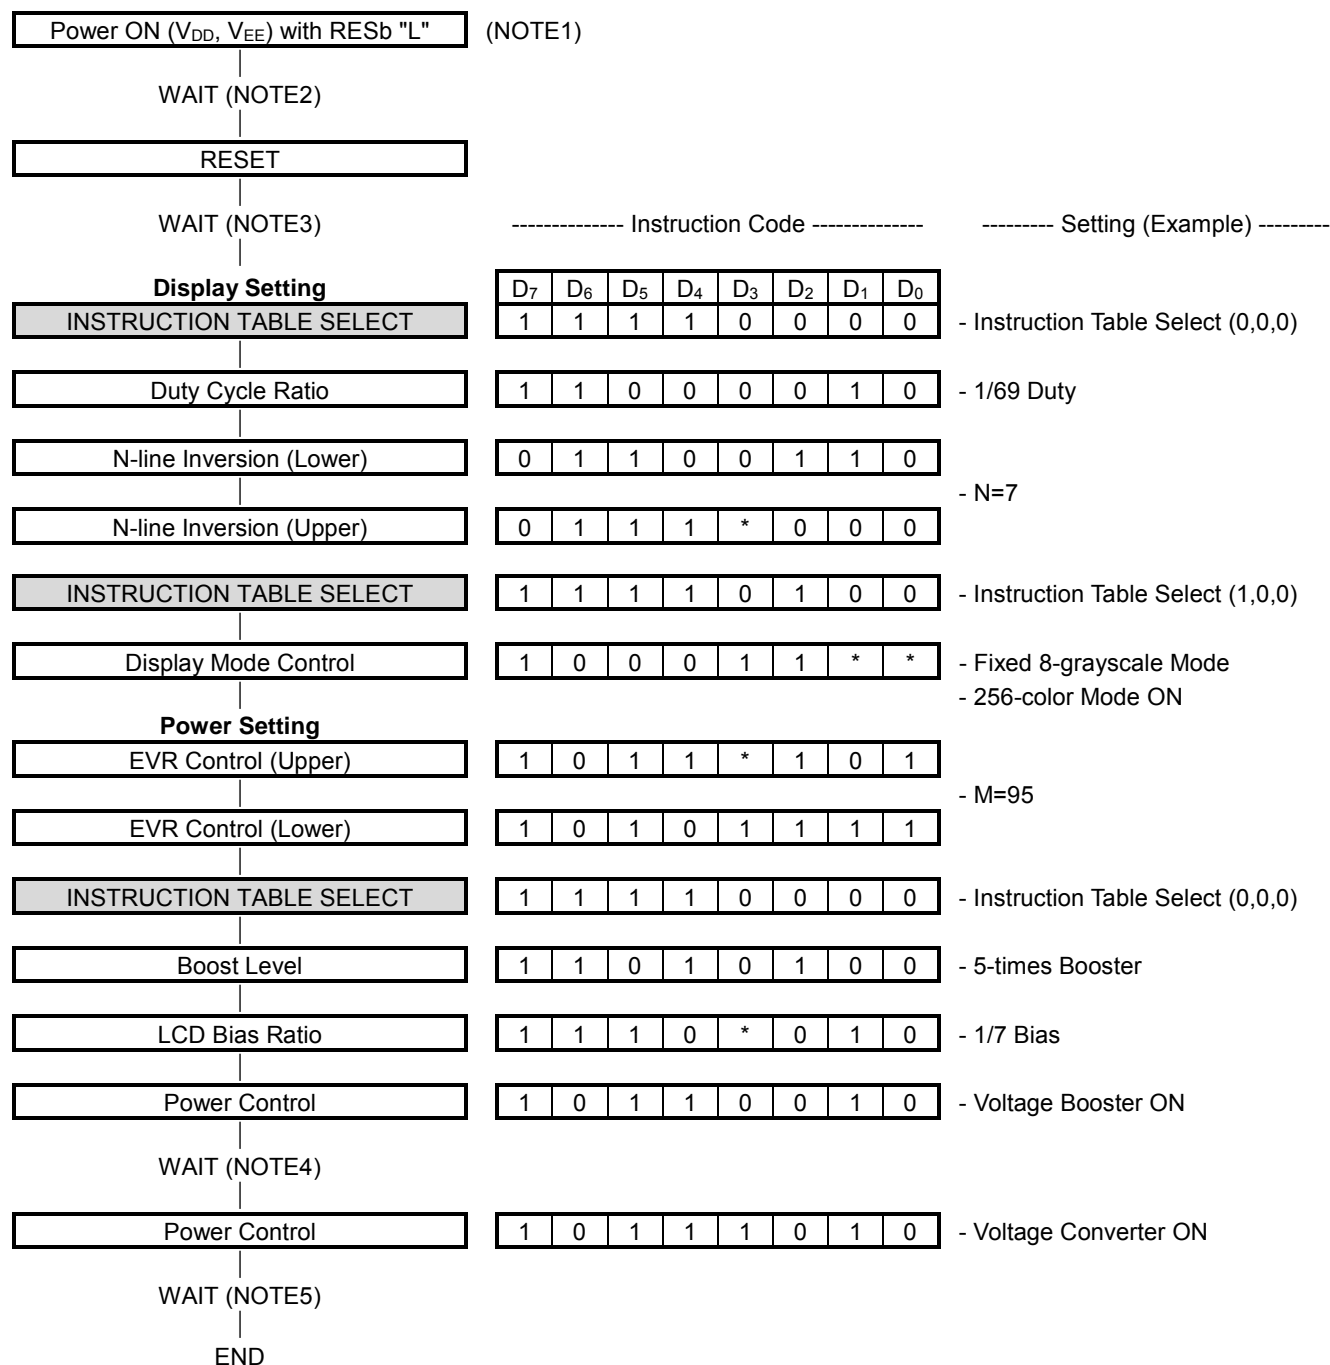 Power ON (VDD, VEE) with RESb "L" (NOTE1)
WAIT (NOTE2)
RESET
WAIT (NOTE3) -------------- Instruction Code -------------- --------- Setting (Example) ---------
Display Setting D7 D6 D5 D4 D3 D2 D1 D0
INSTRUCTION TABLE SELECT 1 1 1 1 0 0 0 0 - Instruction Table Select (0,0,0)
Duty Cycle Ratio 1 1 0 0 0 0 1 0 - 1/69 Duty
N-line Inversion (Lower) 0 1 1 0 0 1 1 0
- N=7
N-line Inversion (Upper) 0 1 1 1 * 0 0 0
INSTRUCTION TABLE SELECT 1 1 1 1 0 1 0 0 - Instruction Table Select (1,0,0)
Display Mode Control 1 0 0 0 1 1 * * - Fixed 8-grayscale Mode
- 256-color Mode ON
Power Setting
EVR Control (Upper) 1 0 1 1 * 1 0 1
- M=95
EVR Control (Lower) 1 0 1 0 1 1 1 1
INSTRUCTION TABLE SELECT 1 1 1 1 0 0 0 0 - Instruction Table Select (0,0,0)
Boost Level 1 1 0 1 0 1 0 0 - 5-times Booster
LCD Bias Ratio 1 1 1 0 * 0 1 0 - 1/7 Bias
Power Control 1 0 1 1 0 0 1 0 - Voltage Booster ON
WAIT (NOTE4)
Power Control 1 0 1 1 1 0 1 0 - Voltage Converter ON
WAIT (NOTE5)
END